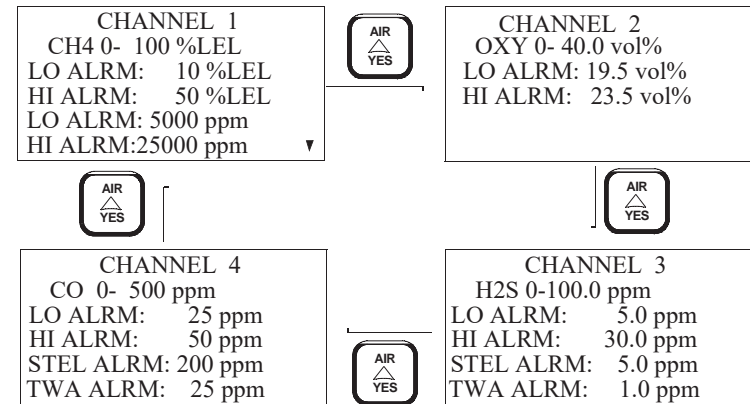 CHANNEL 1
CH4 0- 100 %LEL
LO ALRM: 10 %LEL
HI ALRM: 50 %LEL
LO ALRM: 5000 ppm
HI ALRM:25000 ppm
AIR
YES
CHANNEL 2
OXY 0- 40.0 vol%
LO ALRM: 19.5 vol%
HI ALRM: 23.5 vol%
AIR
YES
AIR
YES
CHANNEL 4
CO 0- 500 ppm
LO ALRM: 25 ppm
HI ALRM: 50 ppm
STEL ALRM: 200 ppm
TWA ALRM: 25 ppm
AIR
YES
CHANNEL 3
H2S 0-100.0 ppm
LO ALRM: 5.0 ppm
HI ALRM: 30.0 ppm
STEL ALRM: 5.0 ppm
TWA ALRM: 1.0 ppm